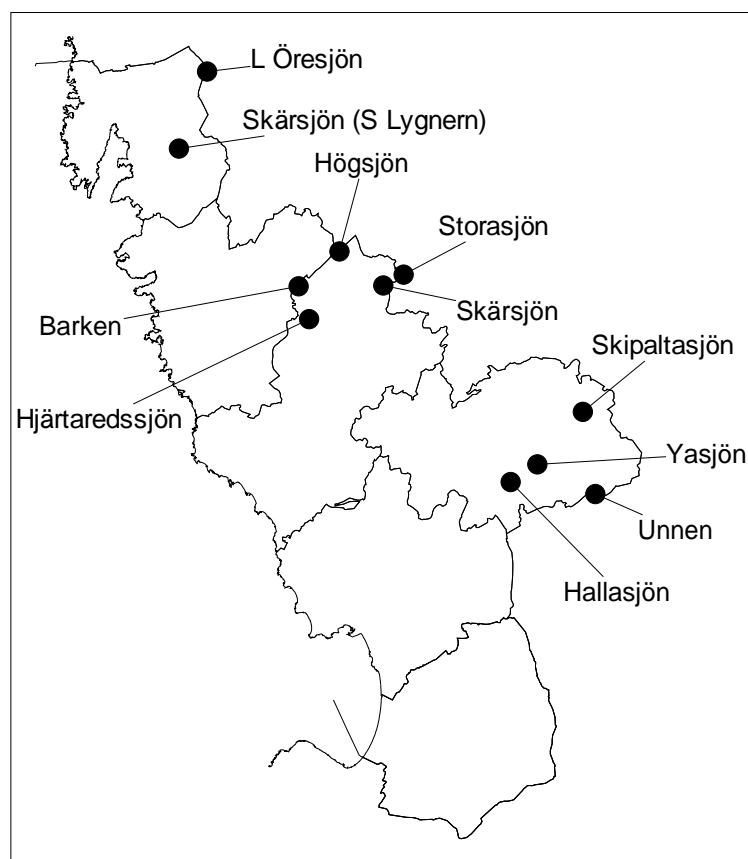 L Öresjön
Skärsjön (S Lygnern)
Högsjön
Storasjön
Skärsjön
Barken
Skipaltasjön
Hjärtaredssjön
Yasjön
Unnen
Hallasjön